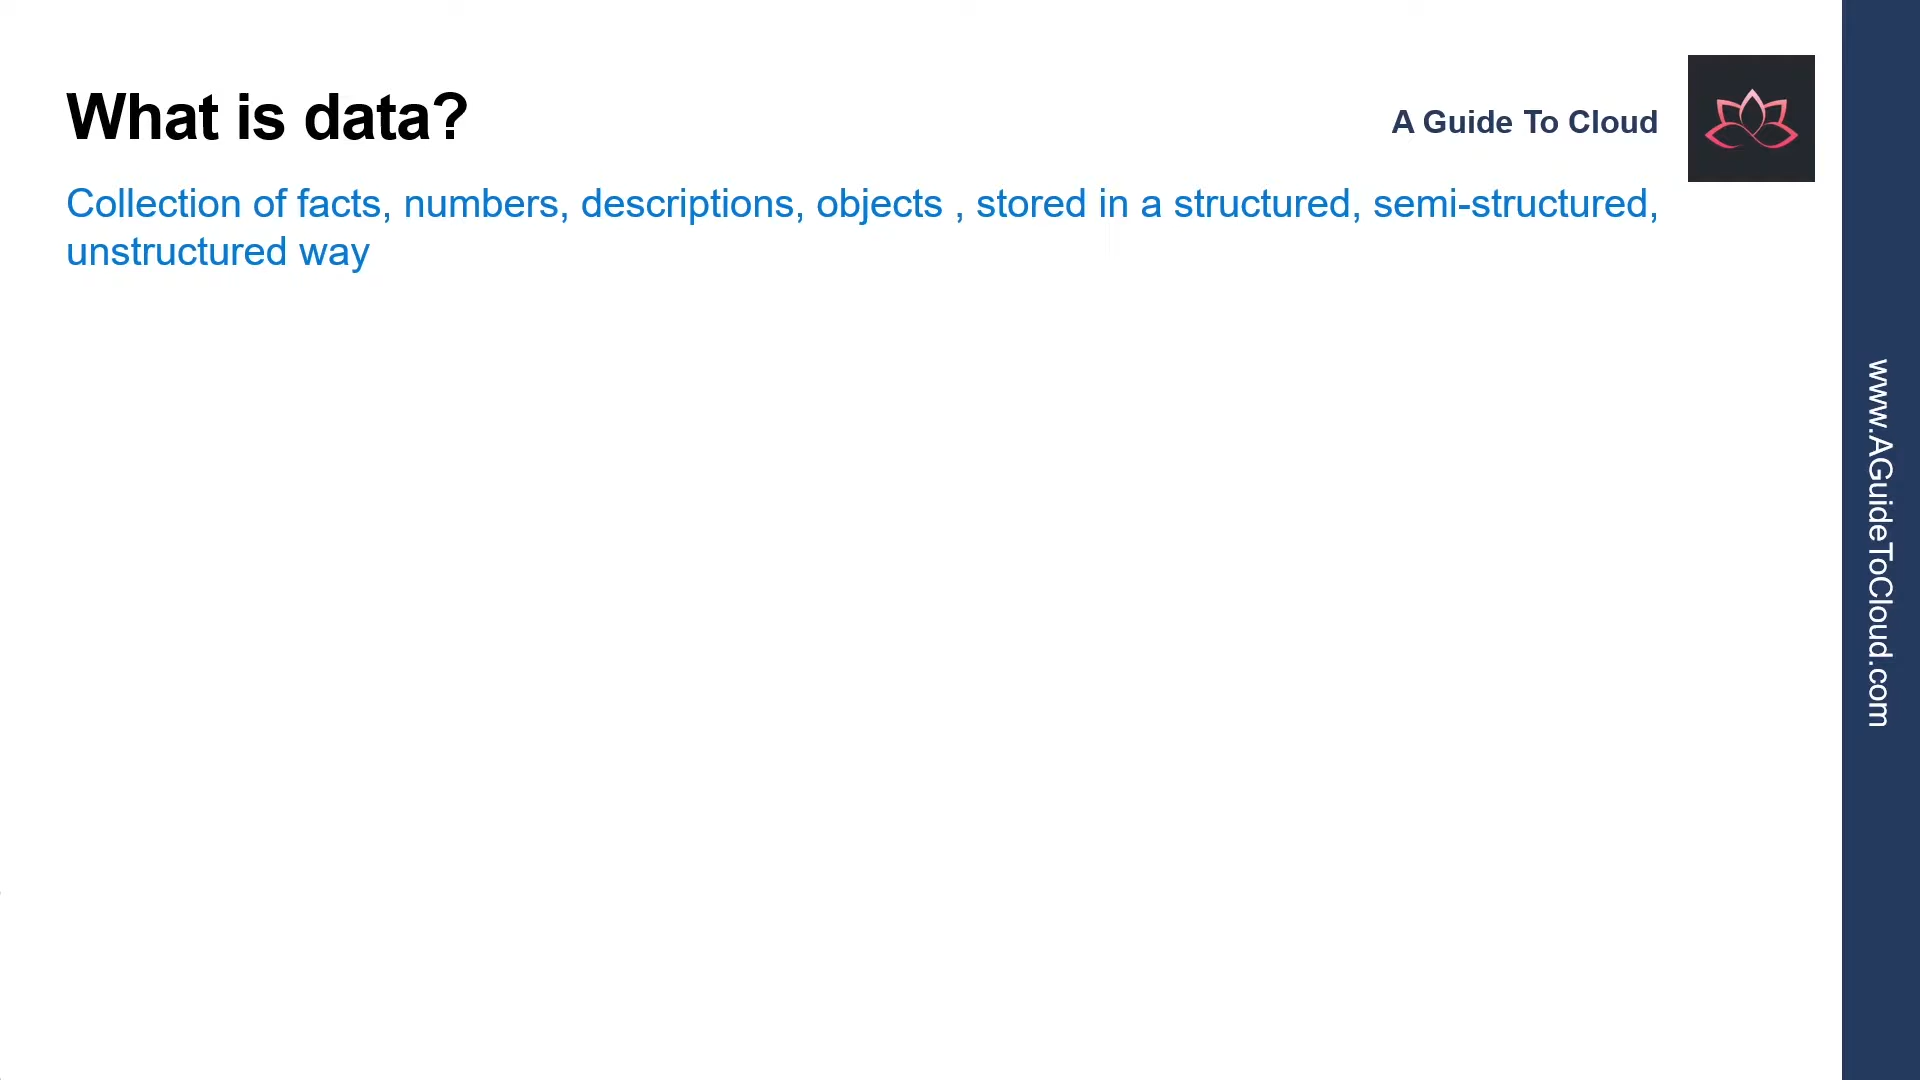 What is data?
A Guide To Cloud
Collection of facts, numbers, descriptions, objects , stored in a structured, semi-structured,
unstructured way
www.AGuideToCloud.com